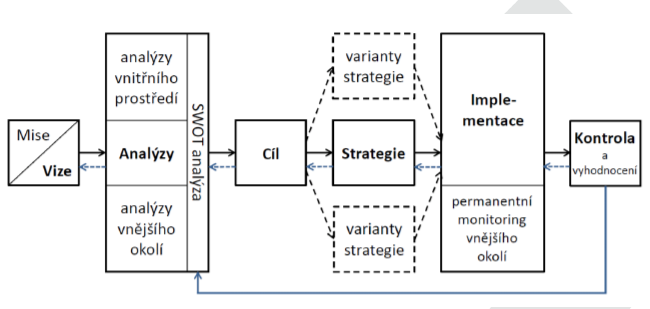 Mise
Vize
analýzy
vnitřního
prostředí
Analýzy
analýzy
vnějšího
okolí
SWOT analýza
Cíl
varianty
strategie
Strategie
varianty
strategie
Imple-
mentace
permanentní
monitoring
vnějšího
okolí
Kontrola
a
vyhodnocení